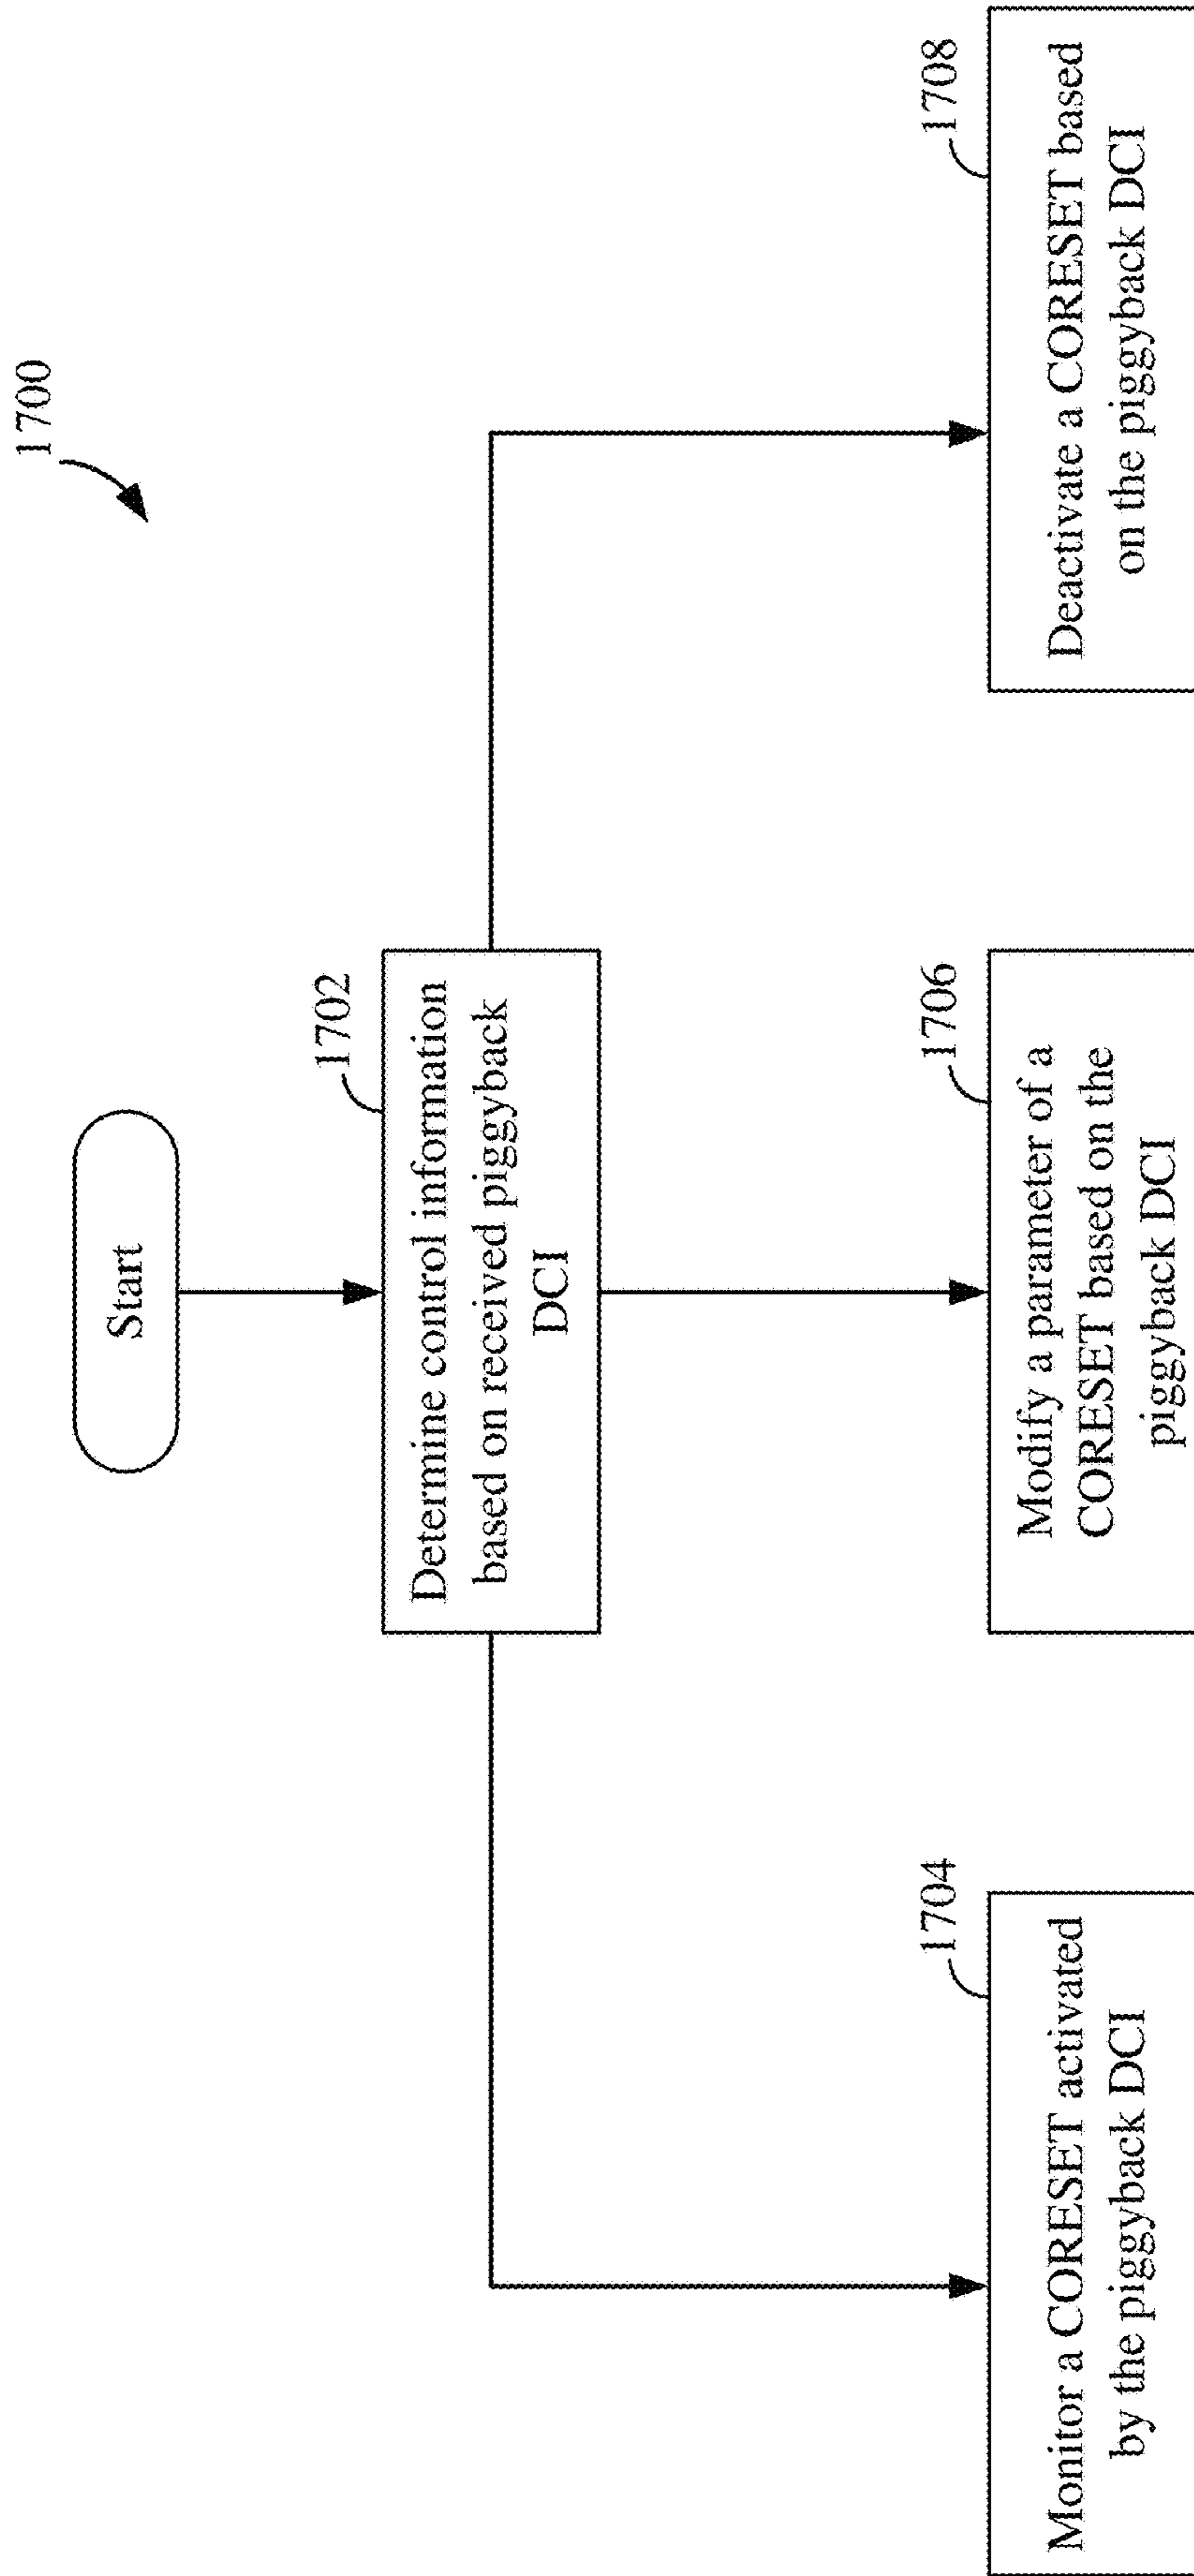 1700
Start
1702
Determine control information
based on received piggyback
DCI
1704
Monitor a CORESET activated
by the piggyback DCI
1706
Modify a parameter of a
CORESET based on the
piggyback DCI
1708
Deactivate a CORESET based
on the piggyback DCI